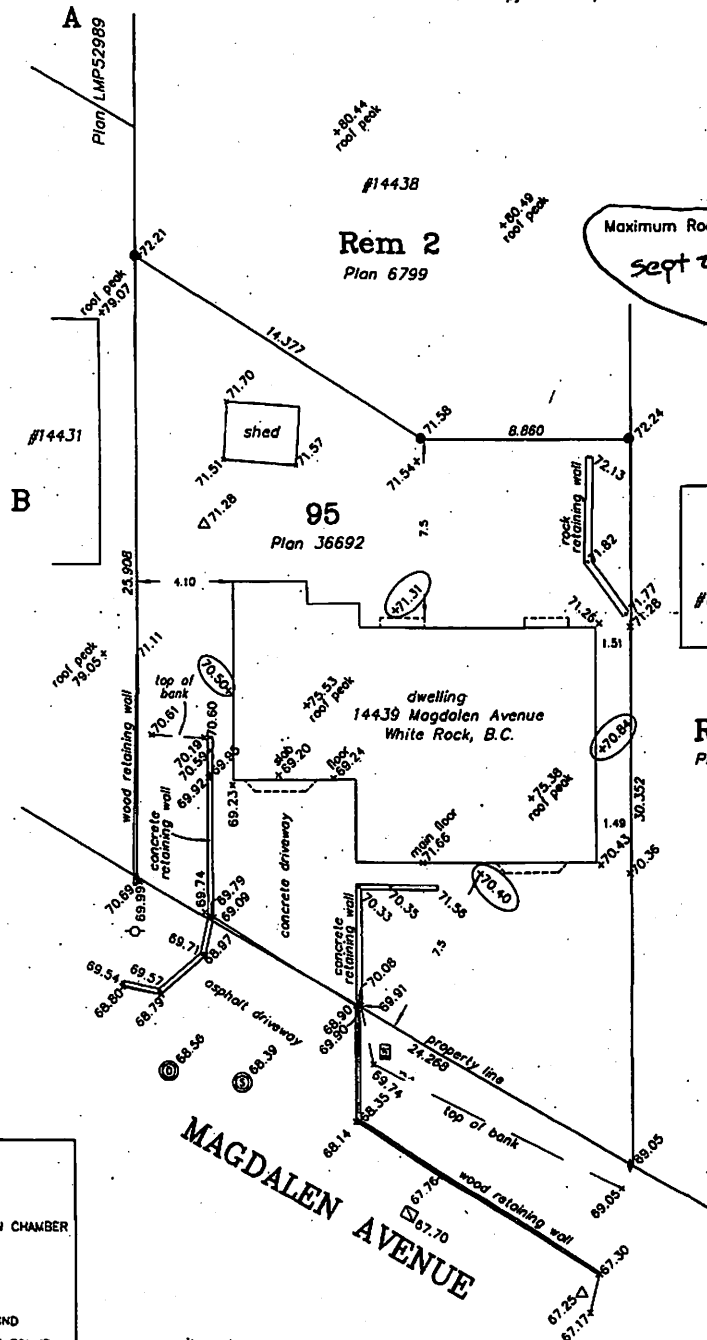 A
Plan LMP52989
+80.44
roof peak
#14438
+80.49
roof peak
Rem 2
Plan 6799
Maximum Roo
sept 2
+72.21
roof peak
+79.07
14.377
#14431
+71.70
shed
71.51
+71.57
71.58
71.54+
8.860
72.24
B
71.28
95
Plan 36692
7.5
72.13
rock
retaining wall
71.82
25.908
4.10
+71.31
71.26+
71.77
71.28
1.51
roof peak
79.05+
71.11
top of
bank
+70.61
70.50+
70.60
+75.53
roof peak
dwelling
14439 Magdalen Avenue
White Rock, B.C.
+70.84
R
P
70.19
70.59
69.92
69.95
slab
+69.20
floor
+69.24
69.23
wood retaining wall
concrete
retaining wall
concrete driveway
main floor
+71.66
+75.38
roof peak
30.352
1.49
+70.43
70.36
+70.40
70.69
69.99
69.74
69.79
69.09
concrete
retaining wall
70.33
70.35
71.56
7.5
69.71
68.97
69.54
68.80
69.57
68.79
asphalt driveway
70.08
69.91
68.90
69.90
property line
24.268
68.56
S
68.39
69.74
68.35
68.14
top of bank
69.05
69.05+
MAGDALEN AVENUE
67.76
67.70
wood retaining wall
67.30
67.25
67.17+
N CHAMBER